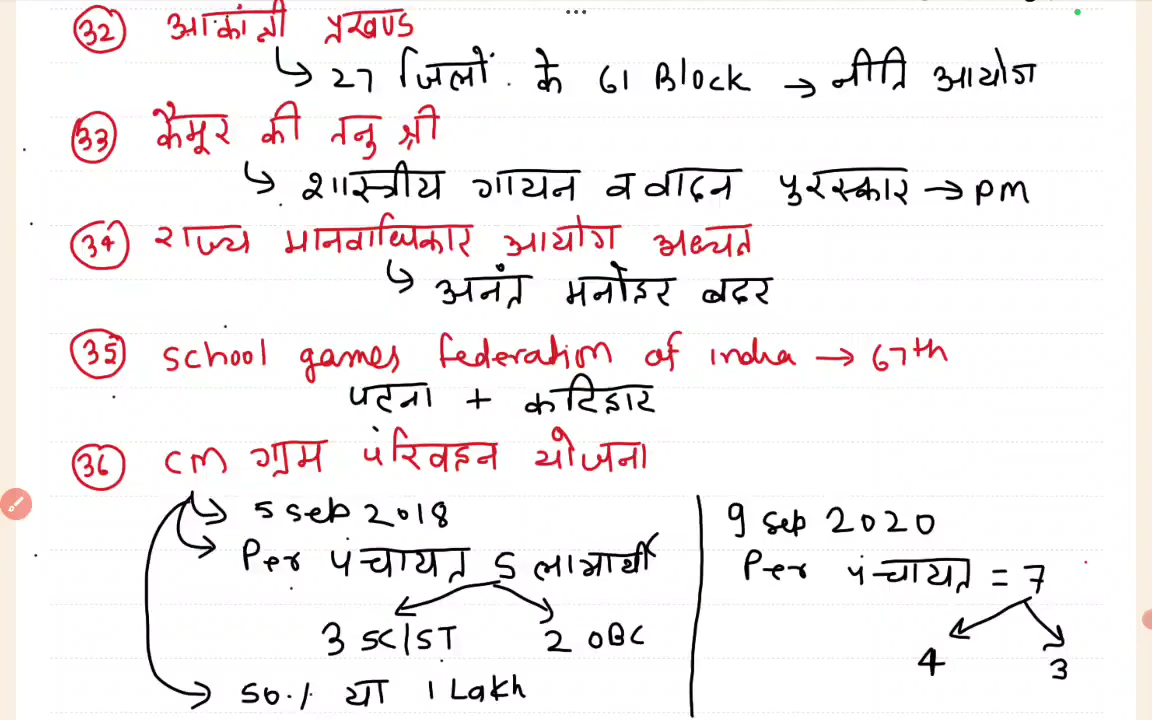 32 आकांक्षी प्रखण्ड
↳ 27 जिलों के 61 Block → नीति आयोग
33 कैमूर की तनु श्री
↳ शास्त्रीय गायन व वादन पुरस्कार → PM
34 राज्य मानवाधिकार आयोग अध्यक्ष
↳ अनंत मनोहर बदर
35 School games federation of india → 67th
पटना + कटिहार
36 CM ग्राम परिवहन योजना
→ 5 Sep 2018
→ Per पंचायत 5 लाभार्थी
3 SC/ST 2 OBC
→ 50% या 1 Lakh
9 Sep 2020
Per पंचायत = 7
4 3